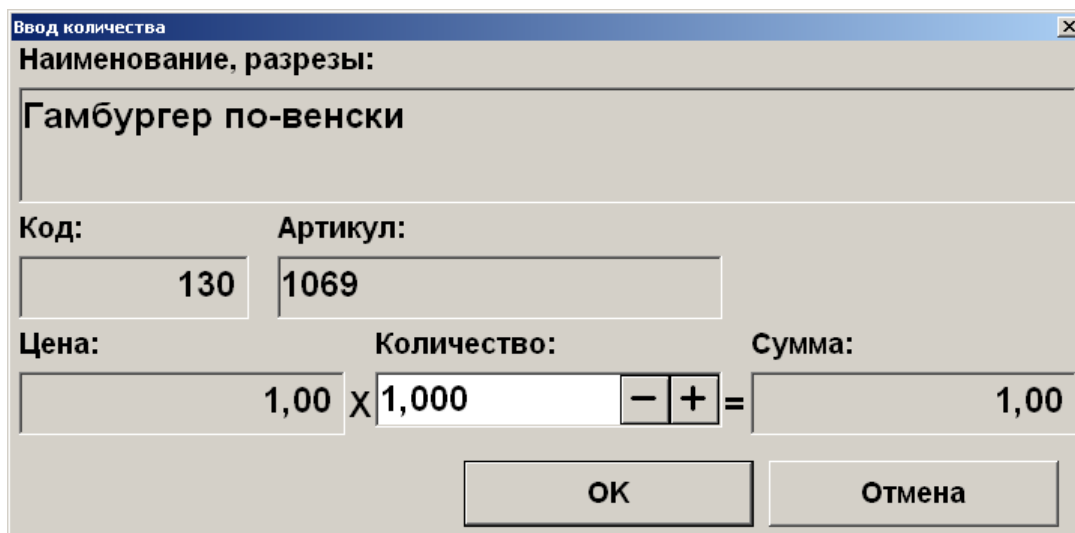 Ввод количества
Наименование, разрезы:
Гамбургер по-венски
Код: Артикул:
130 1069
Цена: Количество: Сумма:
1,00 X 1,000 − + = 1,00
OK Отмена